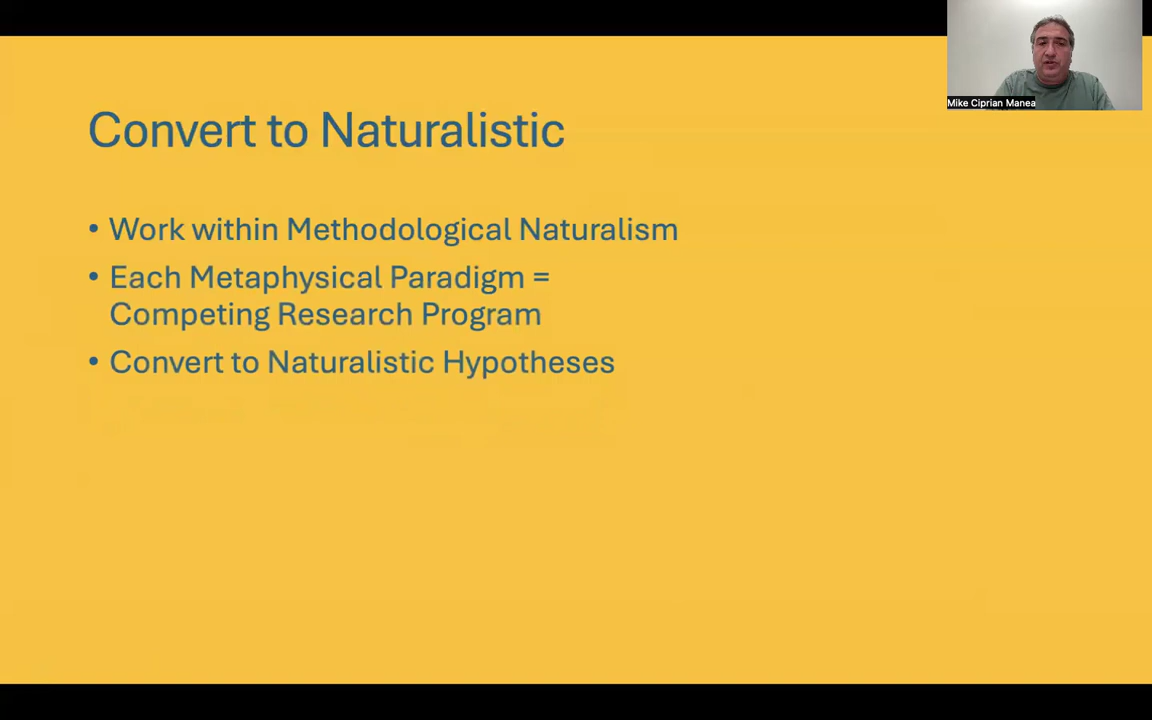 Convert to Naturalistic
• Work within Methodological Naturalism
• Each Metaphysical Paradigm =
Competing Research Program
• Convert to Naturalistic Hypotheses
Mike Ciprian Manea